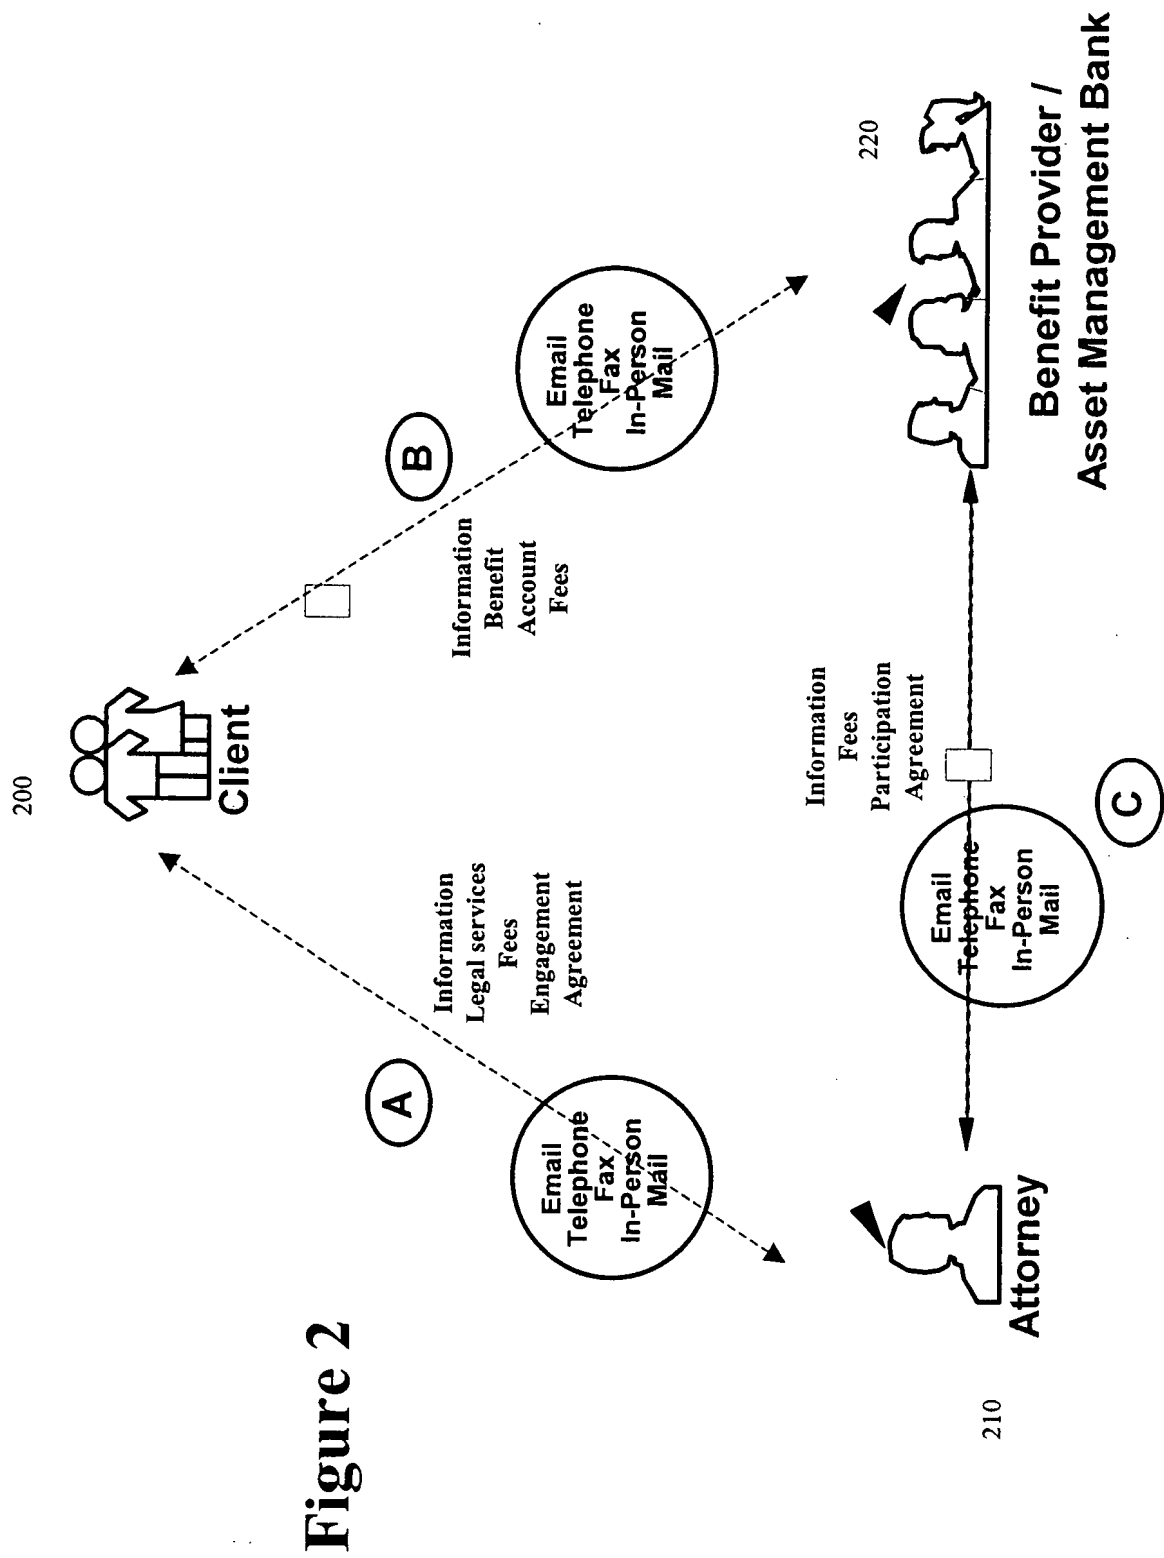 Figure 2
200
Client
A
Information
Legal services
Fees
Engagement
Agreement
Email
Telephone
Fax
In-Person
Mail
B
Information
Benefit
Account
Fees
Email
Telephone
Fax
In-Person
Mail
210
Attorney
Information
Fees
Participation
Agreement
Email
Telephone
Fax
In-Person
Mail
C
220
Benefit Provider /
Asset Management Bank